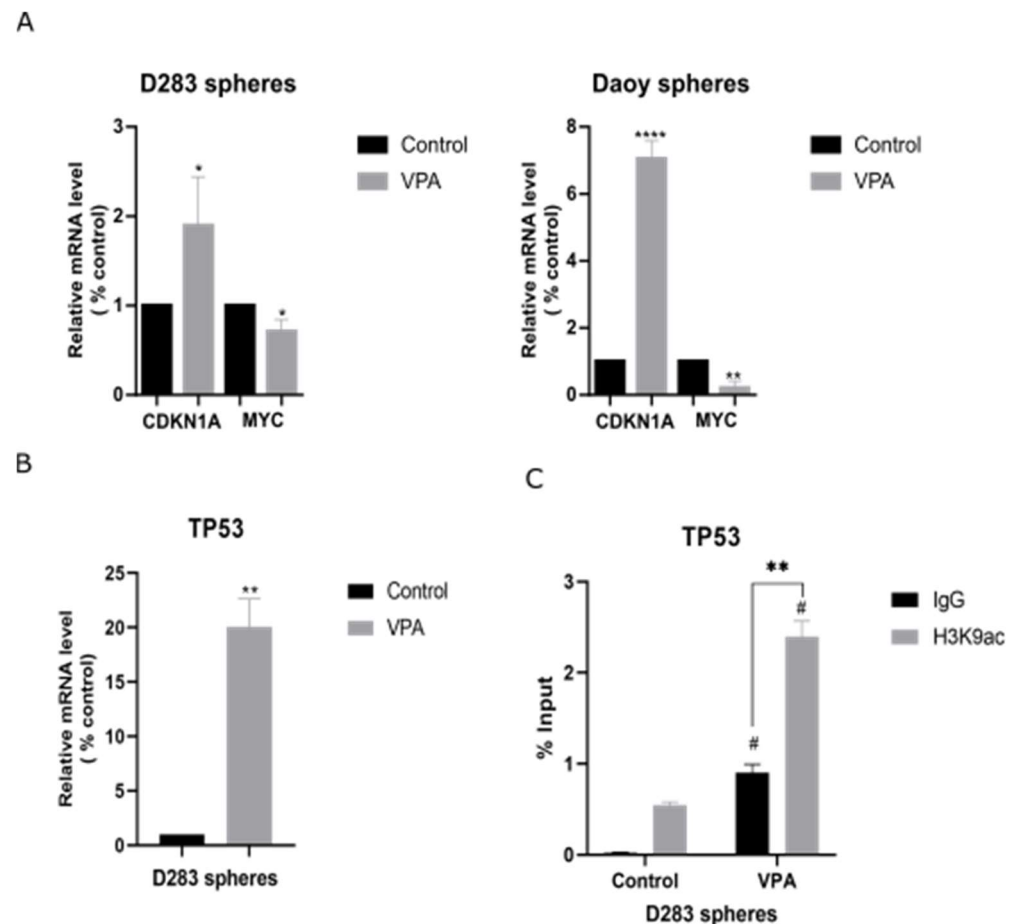 A
D283 spheres
Relative mRNA level
( % control)
3
2
1
0
*
*
CDKN1A MYC
Control
VPA
Daoy spheres
Relative mRNA level
( % control)
8
6
4
2
0
****
**
CDKN1A MYC
Control
VPA
B
TP53
Relative mRNA level
( % control)
25
20
15
10
5
0
**
D283 spheres
Control
VPA
C
TP53
% Input
3
2
1
0
**
#
#
Control VPA
D283 spheres
IgG
H3K9ac